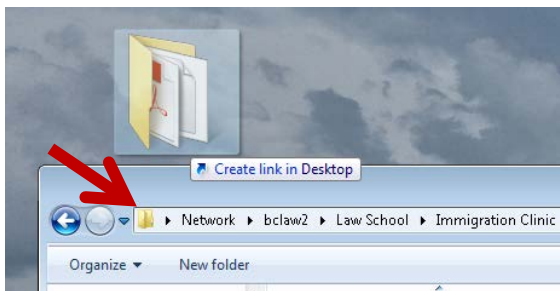 Create link in Desktop
Network bclaw2 Law School Immigration Clinic
Organize New folder